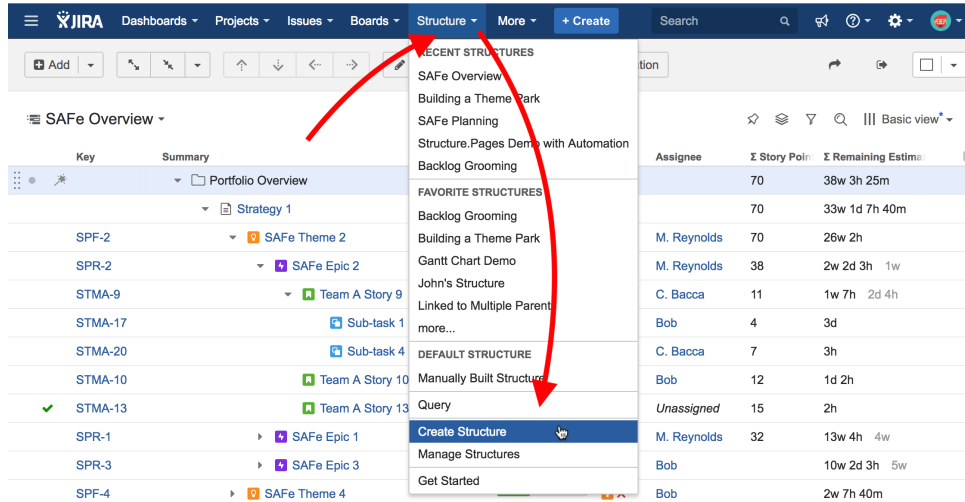 JIRA Dashboards Projects Issues Boards Structure More + Create Search
Add
tion
SAFe Overview
Basic view*
Key Summary Assignee Σ Story Poin Σ Remaining Estima
Portfolio Overview 70 38w 3h 25m
Strategy 1 70 33w 1d 7h 40m
SPF-2 SAFe Theme 2 M. Reynolds 70 26w 2h
SPR-2 SAFe Epic 2 M. Reynolds 38 2w 2d 3h 1w
STMA-9 Team A Story 9 C. Bacca 11 1w 7h 2d 4h
STMA-17 Sub-task 1 Bob 4 3d
STMA-20 Sub-task 4 C. Bacca 7 3h
STMA-10 Team A Story 10 Bob 12 1d 2h
STMA-13 Team A Story 13 Unassigned 15 2h
SPR-1 SAFe Epic 1 M. Reynolds 32 13w 4h 4w
SPR-3 SAFe Epic 3 Bob 10w 2d 3h 5w
SPF-4 SAFe Theme 4 Bob 2w 7h 40m
RECENT STRUCTURES
SAFe Overview
Building a Theme Park
SAFe Planning
Structure.Pages Demo with Automation
Backlog Grooming
FAVORITE STRUCTURES
Backlog Grooming
Building a Theme Park
Gantt Chart Demo
John's Structure
Linked to Multiple Parent
more...
DEFAULT STRUCTURE
Manually Built Structure
Query
Create Structure
Manage Structures
Get Started